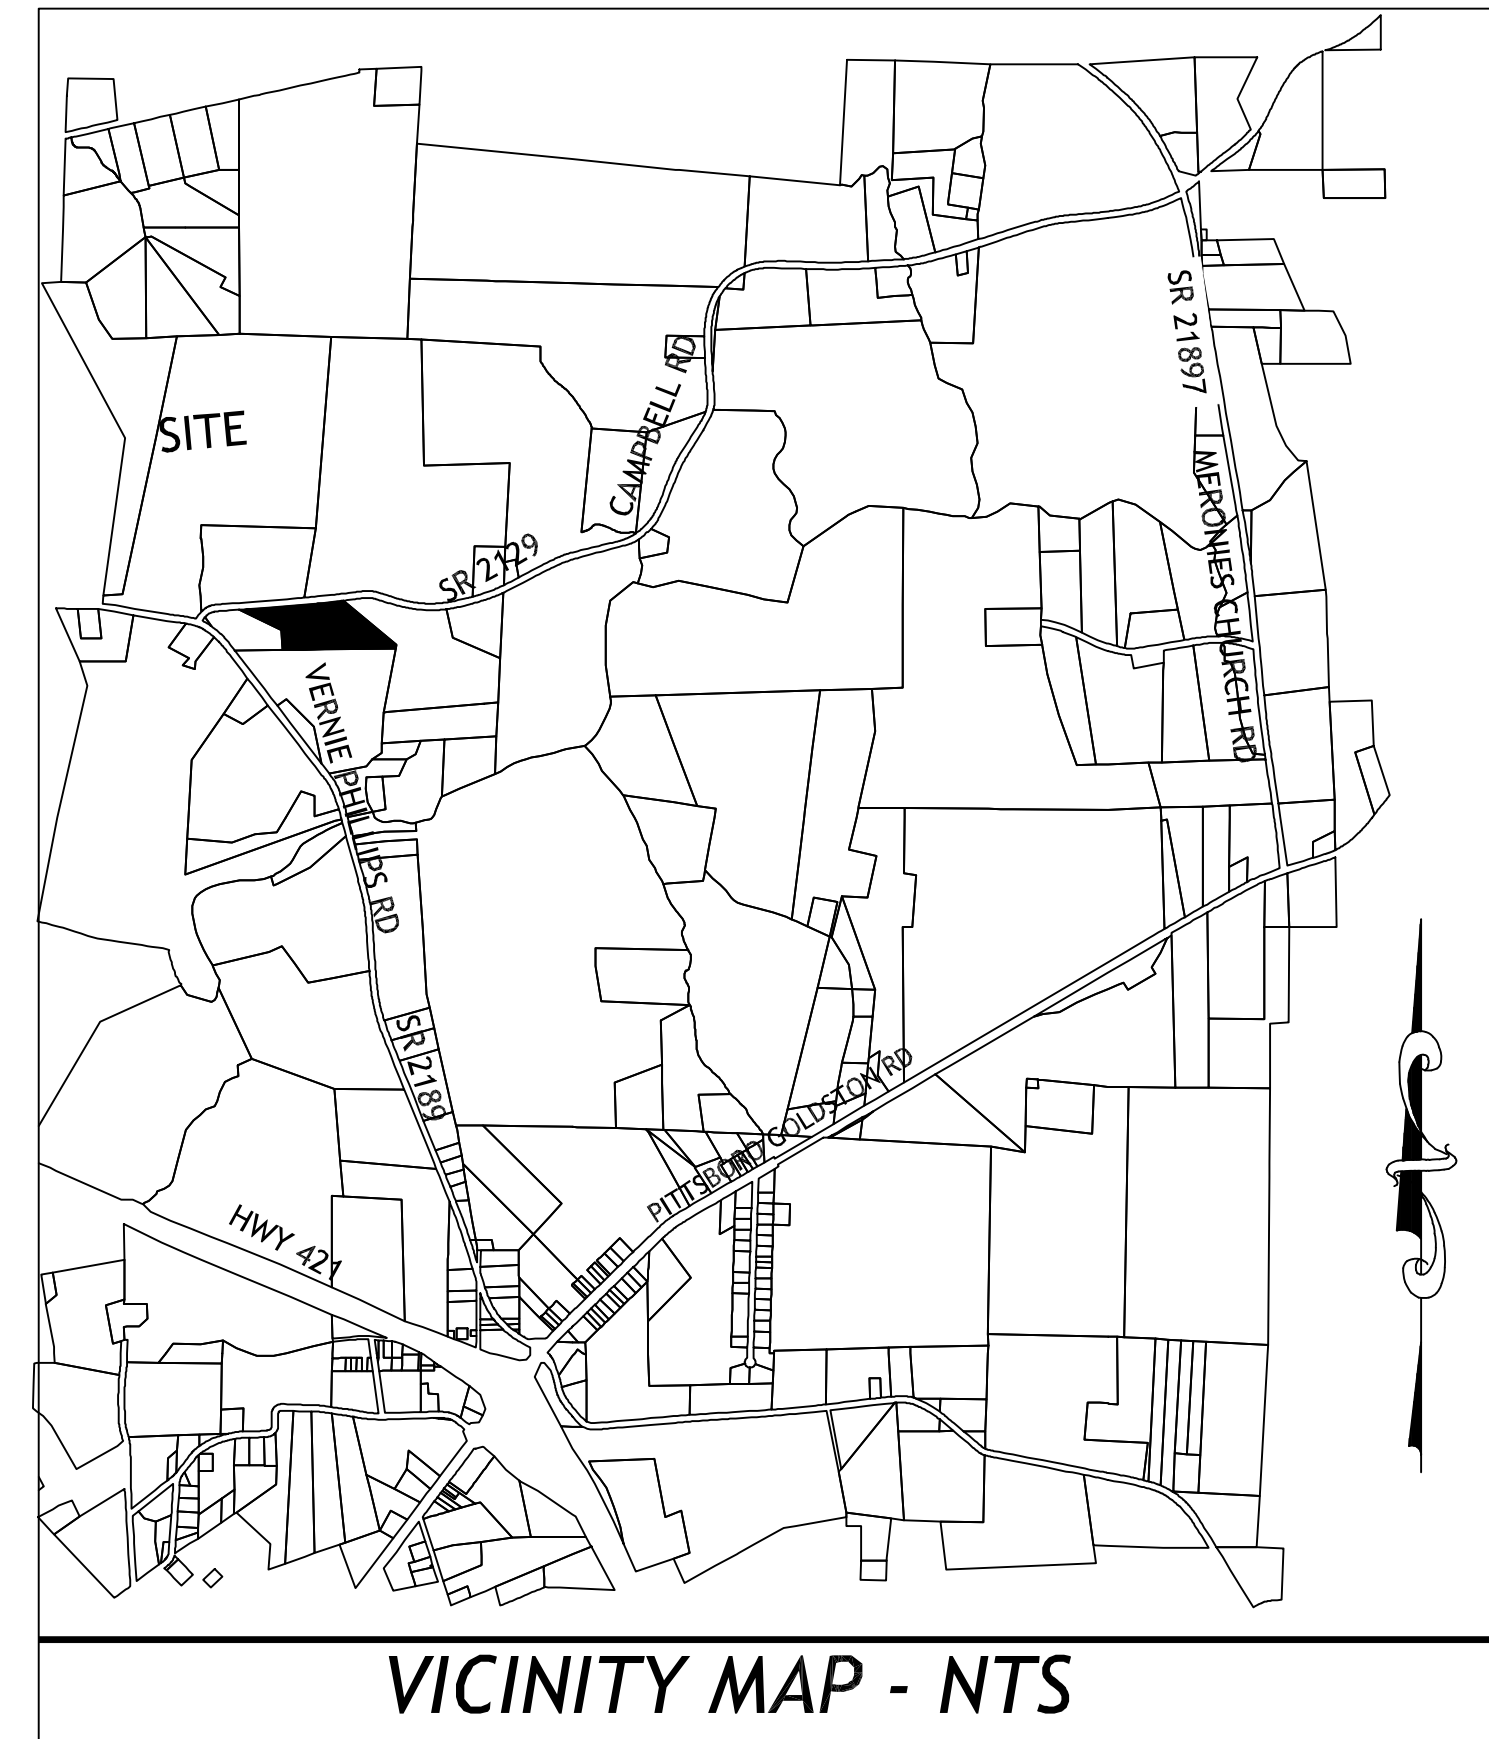 SR 21897
CAMPBELL RD
SITE
MERONIES CHURCH RD
SR 2129
VERNIE PHILLIPS RD
SR 2189
PITTSBORO GOLDSTON RD
HWY 421
VICINITY MAP - NTS